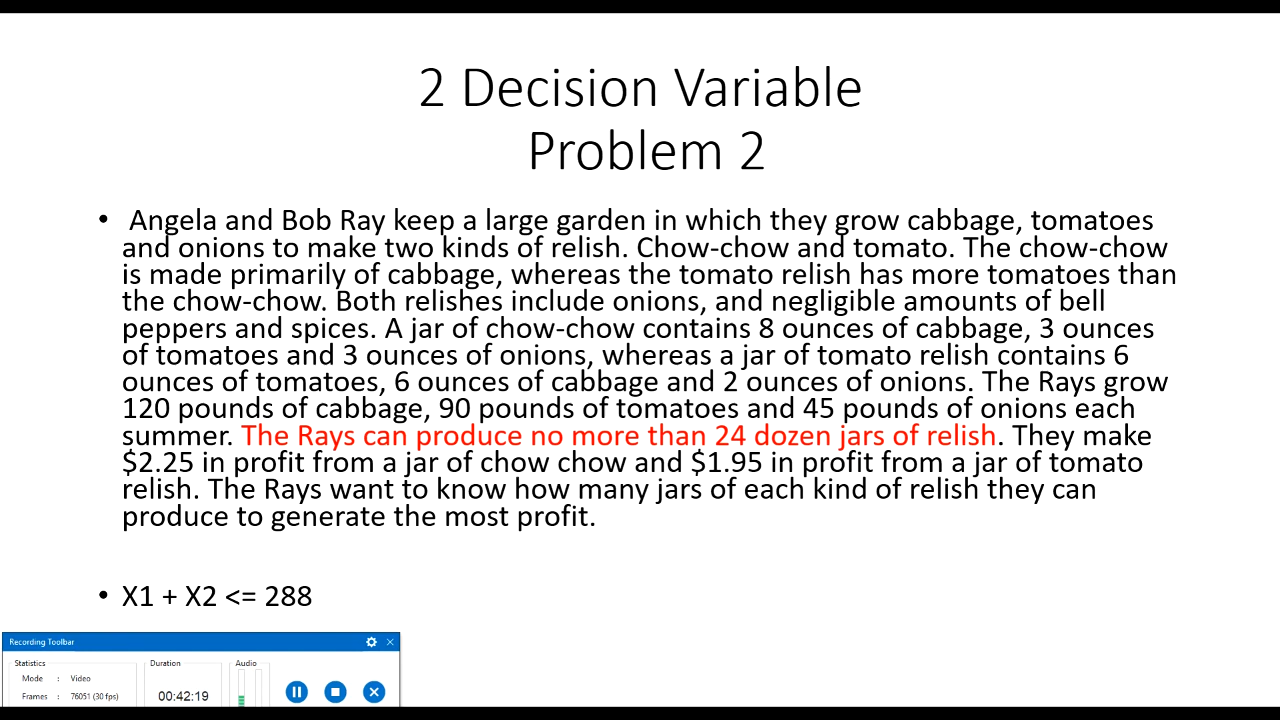 2 Decision Variable
Problem 2
• Angela and Bob Ray keep a large garden in which they grow cabbage, tomatoes
and onions to make two kinds of relish. Chow-chow and tomato. The chow-chow
is made primarily of cabbage, whereas the tomato relish has more tomatoes than
the chow-chow. Both relishes include onions, and negligible amounts of bell
peppers and spices. A jar of chow-chow contains 8 ounces of cabbage, 3 ounces
of tomatoes and 3 ounces of onions, whereas a jar of tomato relish contains 6
ounces of tomatoes, 6 ounces of cabbage and 2 ounces of onions. The Rays grow
120 pounds of cabbage, 90 pounds of tomatoes and 45 pounds of onions each
summer. The Rays can produce no more than 24 dozen jars of relish. They make
$2.25 in profit from a jar of chow chow and $1.95 in profit from a jar of tomato
relish. The Rays want to know how many jars of each kind of relish they can
produce to generate the most profit.
• X1 + X2 <= 288
Recording Toolbar
Statistics Duration Audio
Mode : Video
Frames : 76051 (30 fps) 00:42:19